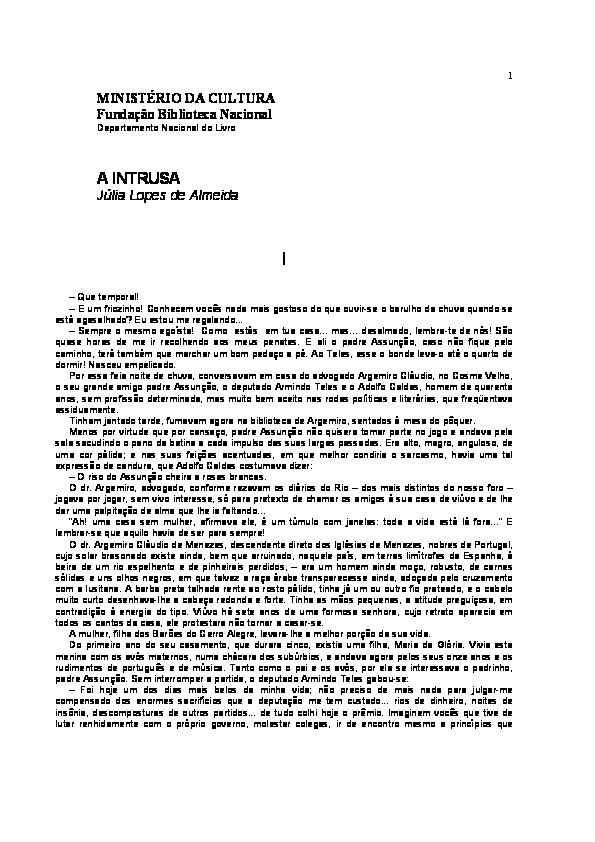 1
MINISTÉRIO DA CULTURA
Fundação Biblioteca Nacional
Departamento Nacional do Livro
A INTRUSA
Júlia Lopes de Almeida
I
– Que temporal!
– E um friozinho! Conhecem vocês nada mais gostoso do que ouvir-se o barulho da chuva quando se
está agasalhado? Eu estou me regalando...
– Sempre o mesmo egoísta! Como estás em tua casa... mas... desalmado, lembra-te de nós! São
quase horas de me ir recolhendo aos meus penates. E ali o padre Assunção, caso não fique pelo
caminho, terá também que marchar um bom pedaço a pé. Ao Teles, esse o bonde leva-o até o quarto de
dormir! Nasceu empelicado.
Por essa feia noite de chuva, conversavam em casa do advogado Argemiro Cláudio, no Cosme Velho,
o seu grande amigo padre Assunção, o deputado Armindo Teles e o Adolfo Caldas, homem de quarenta
anos, sem profissão determinada, mas muito bem aceito nas rodas políticas e literárias, que freqüentava
assiduamente.
Tinham jantado tarde, fumavam agora na biblioteca de Argemiro, sentados à mesa do pôquer.
Menos por virtude que por cansaço, padre Assunção não quisera tomar parte no jogo e andava pela
sala sacudindo o pano da batina a cada impulso das suas largas passadas. Era alto, magro, anguloso, de
uma cor pálida; e nas suas feições acentuadas, em que melhor condiria o sarcasmo, havia uma tal
expressão de candura, que Adolfo Caldas costumava dizer:
– O riso do Assunção cheira a rosas brancas.
O dr. Argemiro, advogado, conforme rezavam os diários do Rio – dos mais distintos do nosso foro –
jogava por jogar, sem vivo interesse, só para pretexto de chamar os amigos à sua casa de viúvo e de lhe
dar uma palpitação de alma que lhe ia faltando...
"Ah! uma casa sem mulher, afirmava ele, é um túmulo com janelas: toda a vida está lá fora..." E
lembrar-se que aquilo havia de ser para sempre!
O dr. Argemiro Cláudio de Menezes, descendente direto dos Iglésias de Menezes, nobres de Portugal,
cujo solar brasonado existe ainda, bem que arruinado, naquele país, em terras limítrofes da Espanha, à
beira de um rio espelhento e de pinheirais perdidos, – era um homem ainda moço, robusto, de carnes
sólidas e uns olhos negros, em que talvez a raça árabe transparecesse ainda, adoçada pelo cruzamento
com a lusitana. A barba preta talhada rente ao rosto pálido, tinha já um ou outro fio prateado, e o cabelo
muito curto desenhava-lhe a cabeça redonda e forte. Tinha as mãos pequenas, a atitude preguiçosa, em
contradição à energia do tipo. Viúvo há sete anos de uma formosa senhora, cujo retrato aparecia em
todos os cantos da casa, ele protestara não tornar a casar-se.
A mulher, filha dos Barões do Cerro Alegre, levara-lhe a melhor porção da sua vida.
Do primeiro ano do seu casamento, que durara cinco, existia uma filha, Maria da Glória. Vivia esta
menina com os avós maternos, numa chácara dos subúrbios, e andava agora pelos seus onze anos e os
rudimentos de português e de música. Tanto como o pai e os avós, por ela se interessava o padrinho,
padre Assunção. Sem interromper a partida, o deputado Armindo Teles gabou-se:
– Foi hoje um dos dias mais belos da minha vida; não preciso de mais nada para julgar-me
compensado dos enormes sacrifícios que a deputação me tem custado... rios de dinheiro, noites de
insônia, descomposturas de outros partidos... de tudo colhi hoje o prêmio. Imaginem vocês que tive de
lutar renhidamente com o próprio governo, molestar colegas, ir de encontro mesmo a princípios que